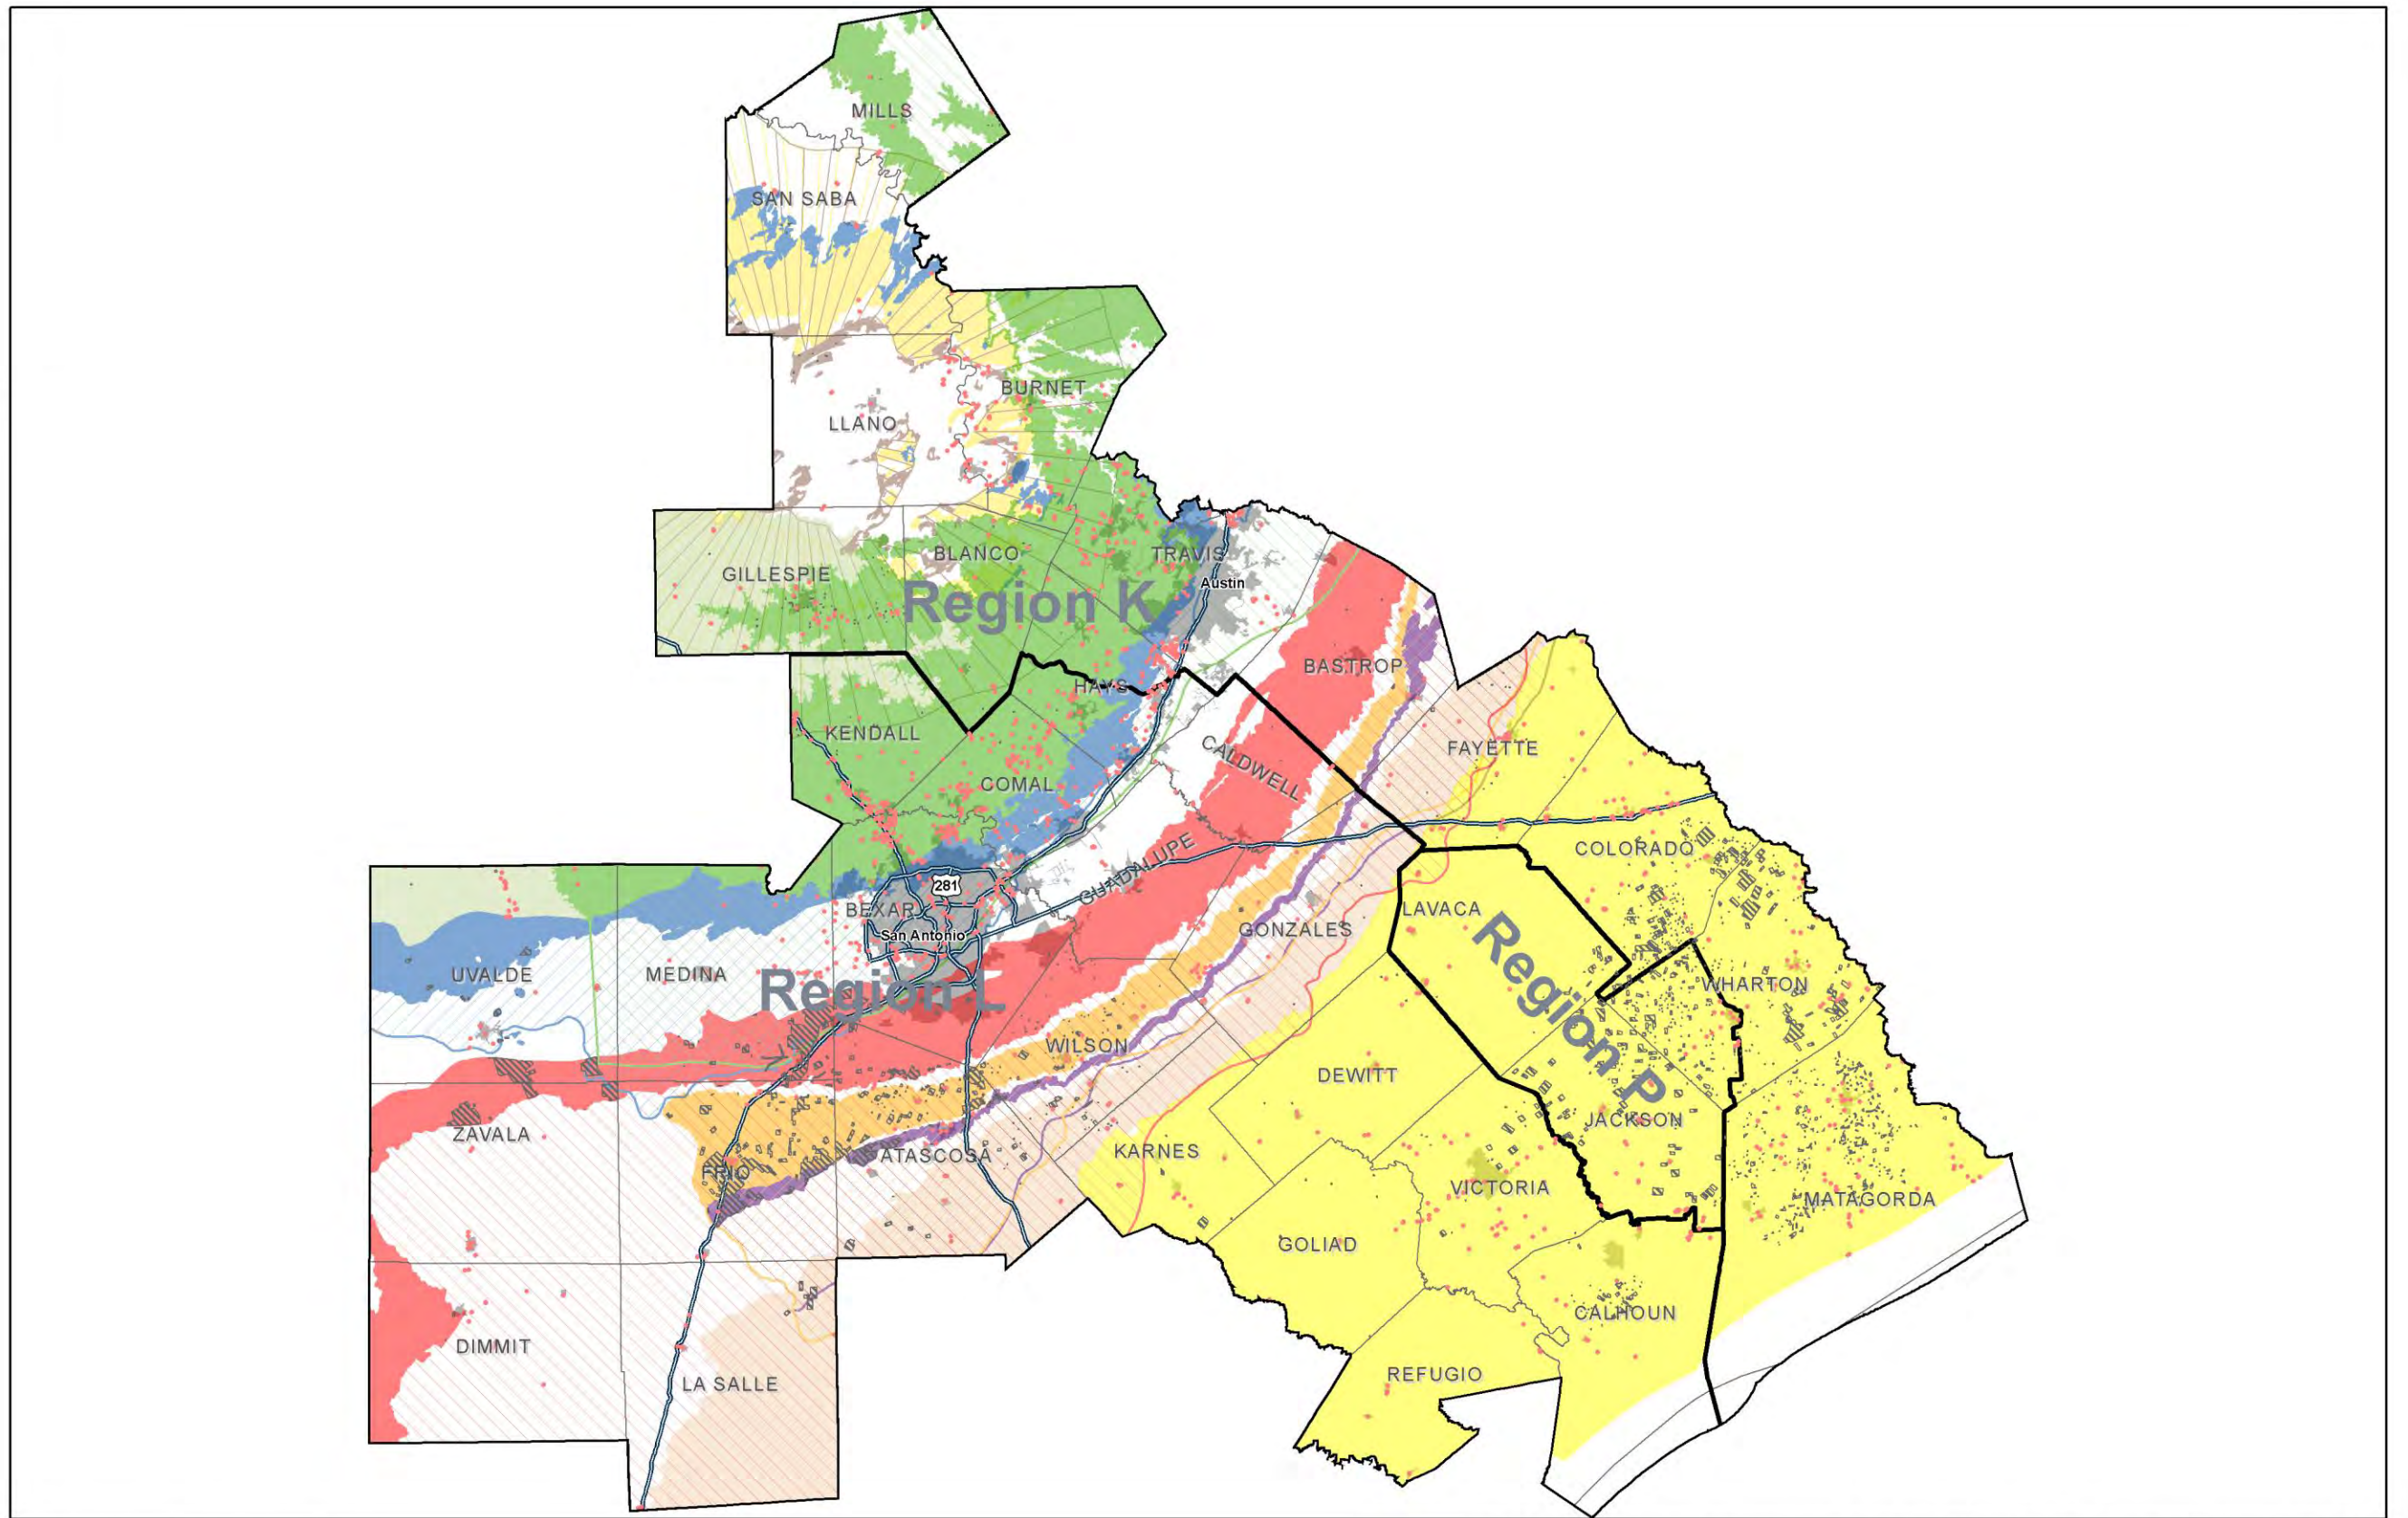 MILLS
SAN SABA
BURNET
LLANO
BLANCO
TRAVIS
GILLESPIE
Austin
Region K
BASTROP
HAYS
KENDALL
FAYETTE
CALDWELL
COMAL
COLORADO
GUADALUPE
281
BEXAR
LAVACA
San Antonio
GONZALES
UVALDE
MEDINA
Region L
Region P
WHARTON
WILSON
DEWITT
JACKSON
ZAVALA
ATASCOSA
KARNES
FRIO
VICTORIA
MATAGORDA
GOLIAD
CALHOUN
DIMMIT
REFUGIO
LA SALLE